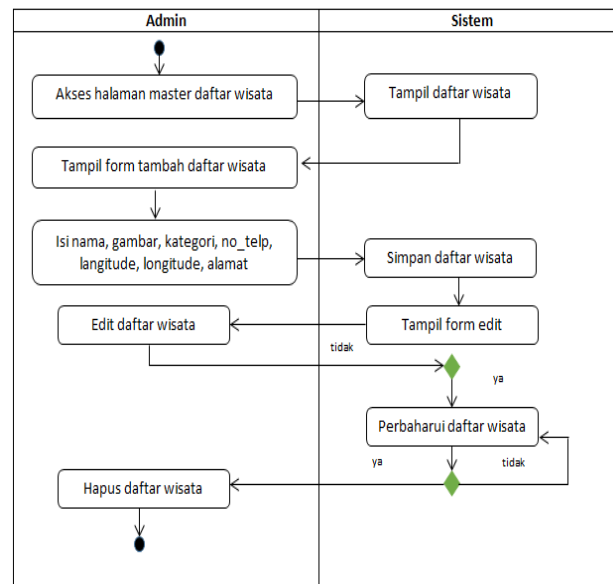 Admin
Sistem
Akses halaman master daftar wisata
Tampil daftar wisata
Tampil form tambah daftar wisata
Isi nama, gambar, kategori, no_telp,
langitude, longitude, alamat
Simpan daftar wisata
Edit daftar wisata
Tampil form edit
tidak
ya
Perbaharui daftar wisata
ya
tidak
Hapus daftar wisata